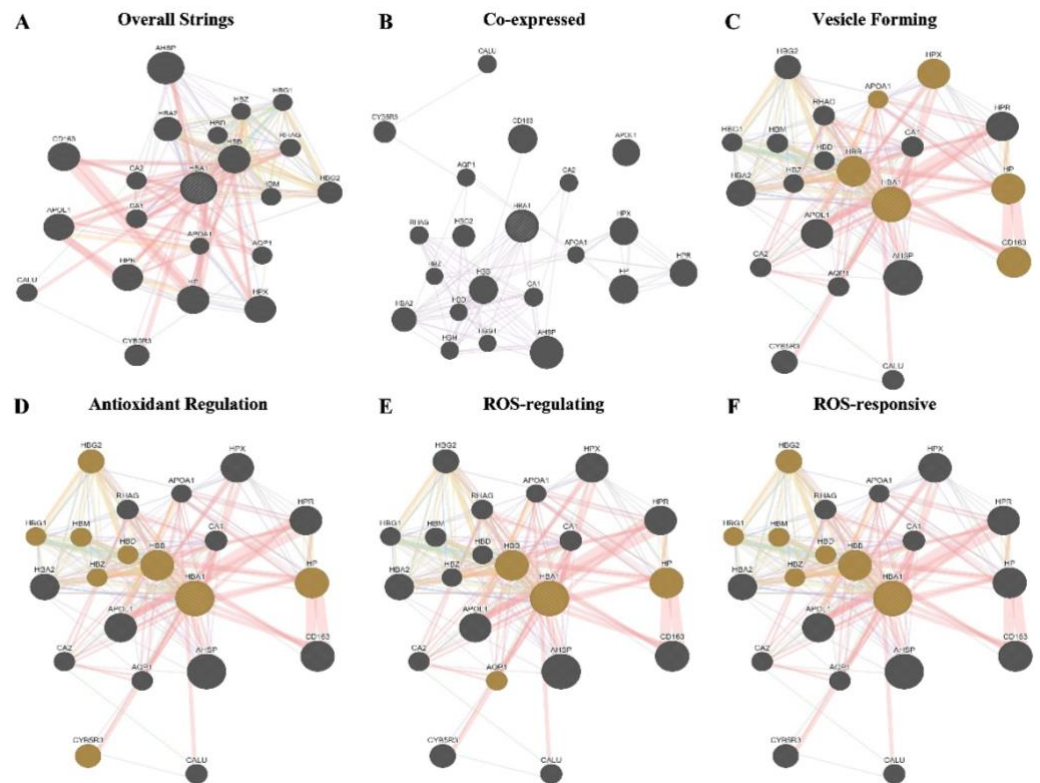 A Overall Strings
B Co-expressed
C Vesicle Forming
AHSP
HBG1
HBZ
HBA2
HBD
HBB
RHAG
CD163
CA2
HBA1
HBG2
CA1
APOL1
APOA1
AQP1
HPR
CALU
HP
HPX
CYB5R3
CALU
CYB5R3
CD163
APOL1
AQP1
CA2
HBA1
RHAG
HBG2
HPX
APOA1
HBZ
HPR
HBB
HP
HBA2
HBD
CA1
AHSP
HBG2
HPX
APOA1
RHAG
HPR
HBG1
HBM
CA1
HBD
HBB
HBA2
HBZ
HP
HBA1
APOL1
CD163
CA2
AQP1
AHSP
CYB5R3
CALU
D Antioxidant Regulation
E ROS-regulating
F ROS-responsive
HBG2
HPX
APOA1
RHAG
HPR
HBG1
HBM
CA1
HBD
HBB
HBA2
HBZ
HP
HBA1
APOL1
CD163
CA2
AQP1
AHSP
CYB5R3
CALU
HBG2
HPX
APOA1
RHAG
HPR
HBG1
HBM
CA1
HBD
HBB
HBA2
HBZ
HP
HBA1
APOL1
CD163
CA2
AQP1
AHSP
CYB5R3
CALU
HBG2
HPX
APOA1
RHAG
HPR
HBG1
HBM
CA1
HBD
HBB
HBA2
HBZ
HP
HBA1
APOL1
CD163
CA2
AQP1
AHSP
CYB5R3
CALU